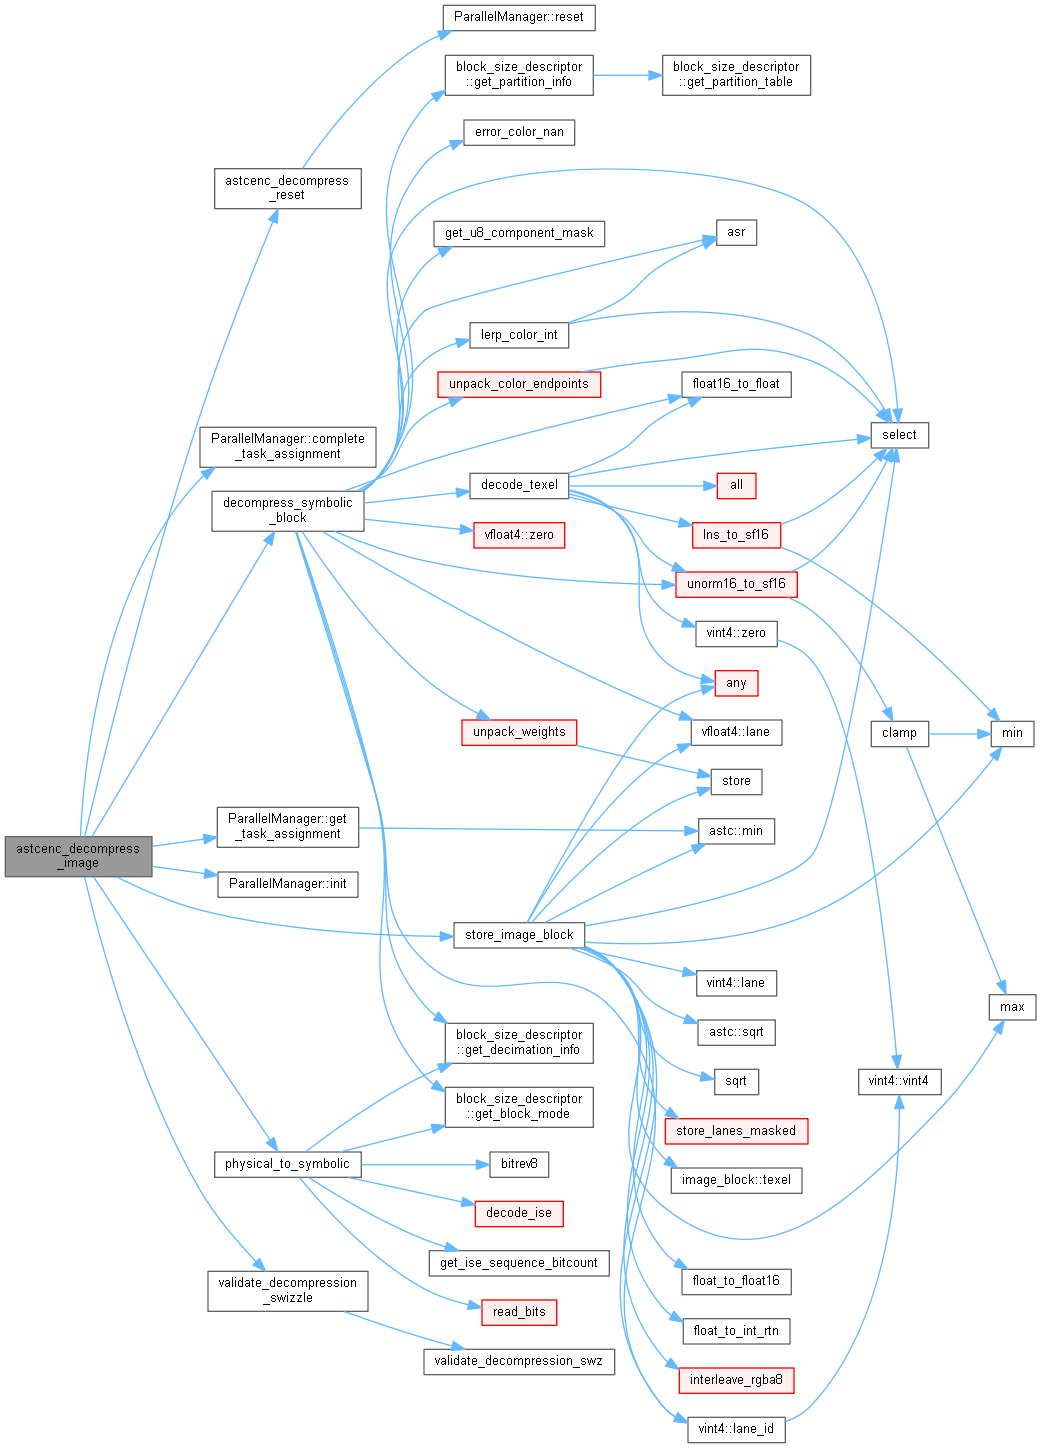 ParallelManager::reset
block_size_descriptor
::get_partition_info
block_size_descriptor
::get_partition_table
error_color_nan
astcenc_decompress
_reset
get_u8_component_mask
asr
lerp_color_int
unpack_color_endpoints
float16_to_float
select
ParallelManager::complete
_task_assignment
decode_texel
all
decompress_symbolic
_block
vfloat4::zero
lns_to_sf16
unorm16_to_sf16
vint4::zero
any
unpack_weights
vfloat4::lane
clamp
min
store
ParallelManager::get
_task_assignment
astc::min
astcenc_decompress
_image
ParallelManager::init
store_image_block
vint4::lane
max
astc::sqrt
block_size_descriptor
::get_decimation_info
sqrt
vint4::vint4
block_size_descriptor
::get_block_mode
store_lanes_masked
physical_to_symbolic
bitrev8
image_block::texel
decode_ise
get_ise_sequence_bitcount
float_to_float16
validate_decompression
_swizzle
read_bits
float_to_int_rtn
validate_decompression_swz
interleave_rgba8
vint4::lane_id